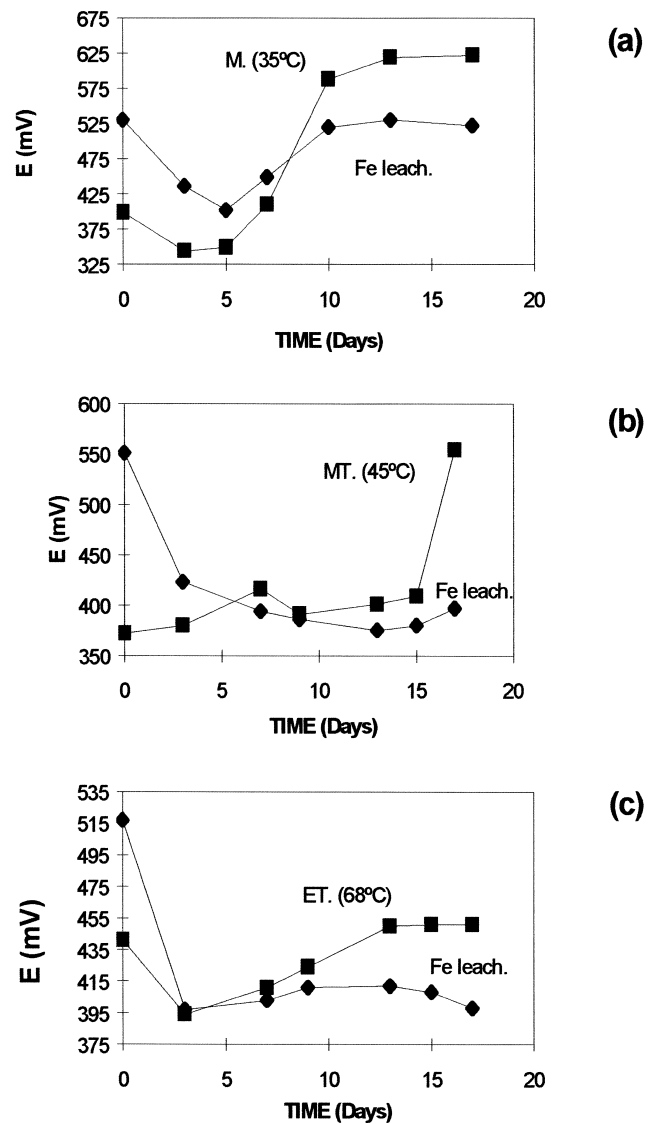 675
(a)
625
M. (35ºC)
575
525
475
Fe leach.
425
375
325
E (mV)
0 5 10 15 20
TIME (Days)
600
(b)
550
MT. (45ºC)
500
450
Fe leach.
400
350
E (mV)
0 5 10 15 20
TIME (Days)
535
(c)
515
495
475
ET. (68ºC)
455
435
Fe leach.
415
395
375
E (mV)
0 5 10 15 20
TIME (Days)